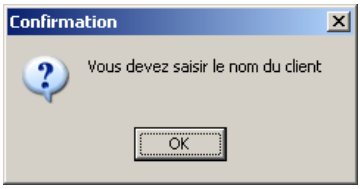 Confirmation
Vous devez saisir le nom du client
OK